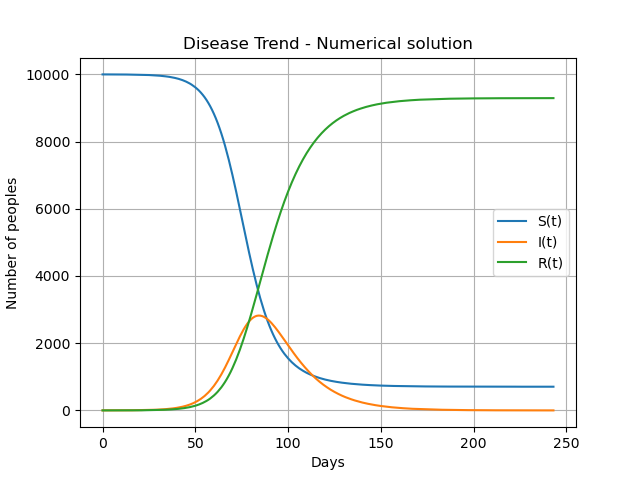 Disease Trend - Numerical solution
10000
8000
6000
4000
2000
0
Number of peoples
S(t)
I(t)
R(t)
0 50 100 150 200 250
Days